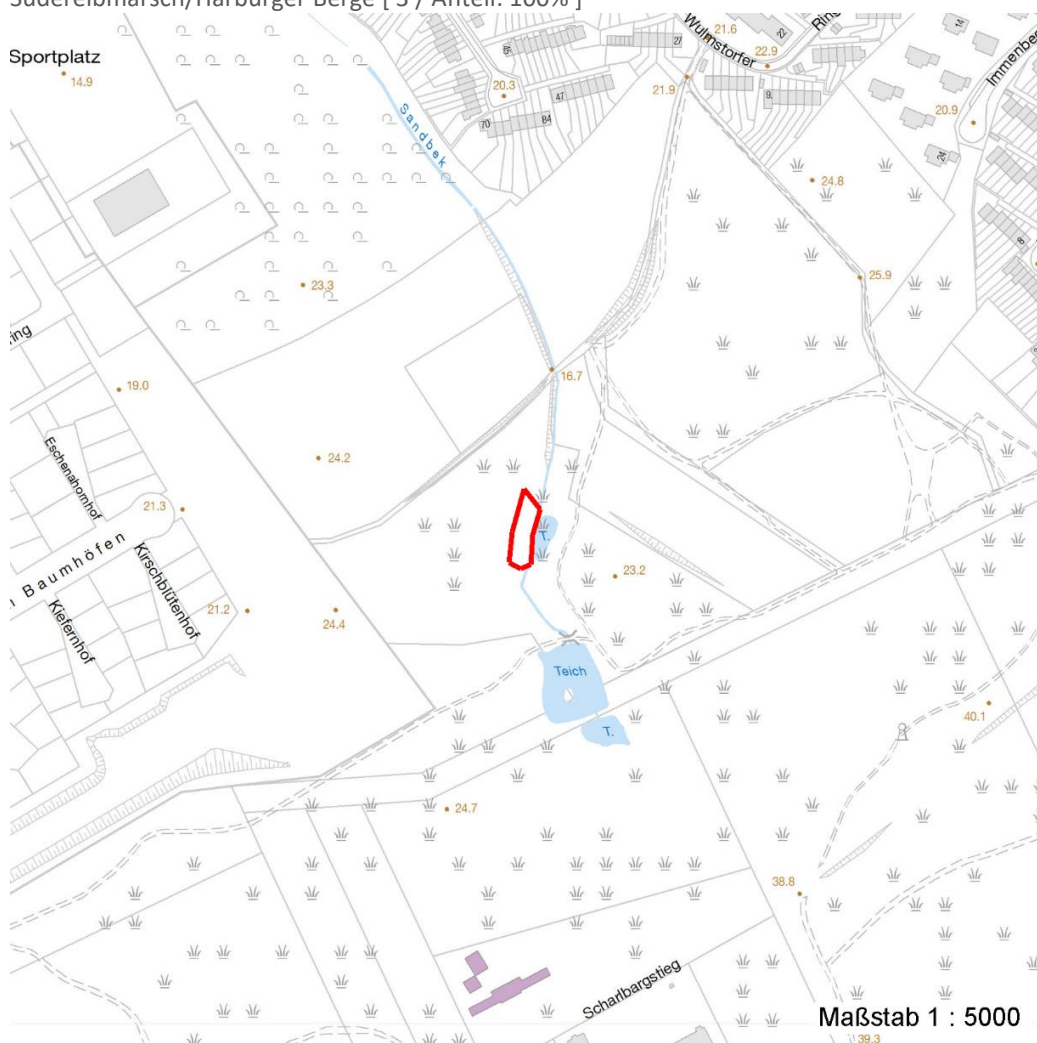 Süderelbmarsch/Harburger Berge [ 3 / Anteil: 100% ]
Sportplatz
14.9
Sandbek
20.3
47
70
84
27
21.6
Wulmstorfer
22
22.9
21.9
9
Ring
14
Immenbe
20.9
24
24.8
25.9
8
23.3
ring
19.0
16.7
Eschenahornhof
24.2
21.3
n Baumhöfen
Kirschblütenhof
Kiefernhof
21.2
24.4
T.
23.2
Teich
T.
40.1
24.7
38.8
Scharlbargstieg
Maßstab 1 : 5000
39.3